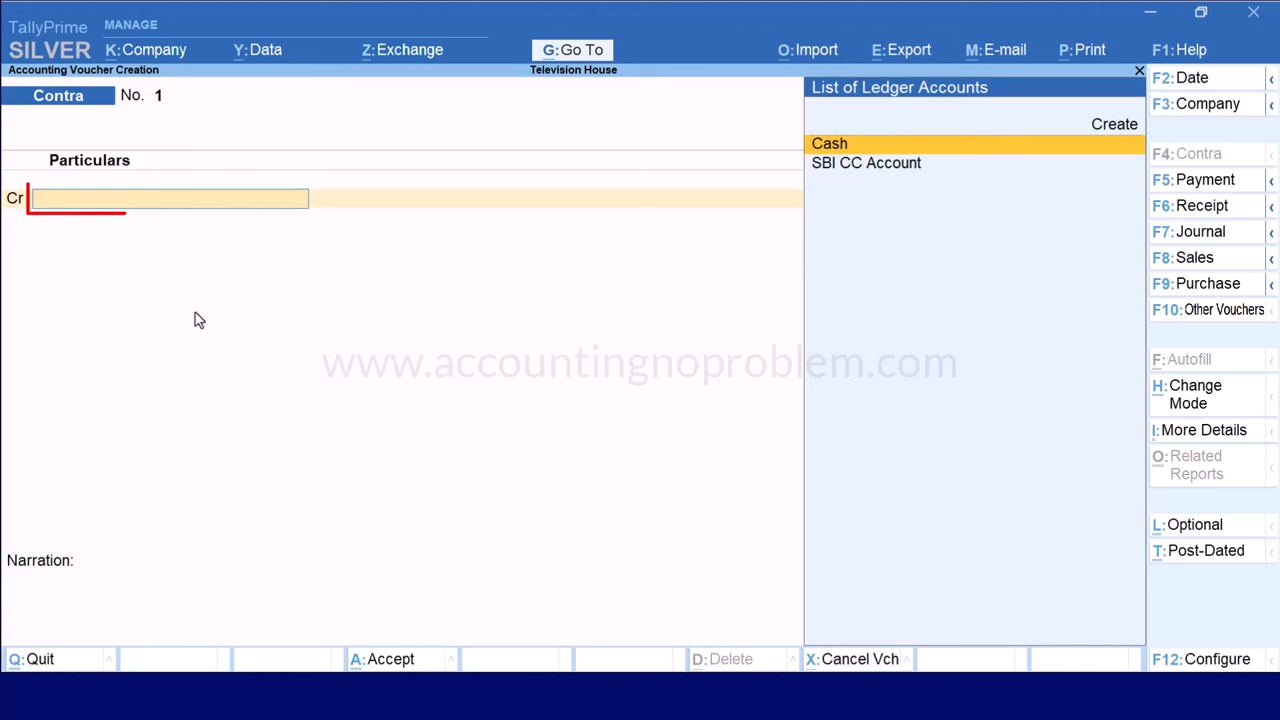 TallyPrime
MANAGE
SILVER
K:Company
Y:Data
Z:Exchange
G:Go To
O:Import
E:Export
M:E-mail
P:Print
F1:Help
Accounting Voucher Creation
Television House
Contra No. 1
Particulars
Cr
List of Ledger Accounts
Create
Cash
SBI CC Account
F2:Date
F3:Company
F4:Contra
F5:Payment
F6:Receipt
F7:Journal
F8:Sales
F9:Purchase
F10:Other Vouchers
F:Autofill
H:Change
Mode
I:More Details
O:Related
Reports
L:Optional
T:Post-Dated
www.accountingnoproblem.com
Narration:
Q:Quit
A:Accept
D:Delete
X:Cancel Vch
F12:Configure